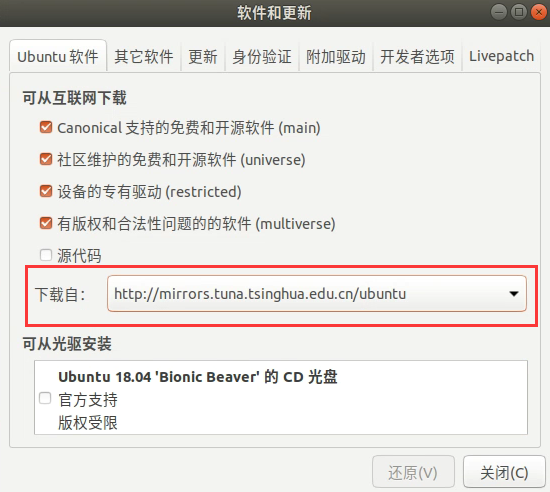 软件和更新
Ubuntu 软件 其它软件 更新 身份验证 附加驱动 开发者选项 Livepatch
可从互联网下载
Canonical 支持的免费和开源软件 (main)
社区维护的免费和开源软件 (universe)
设备的专有驱动 (restricted)
有版权和合法性问题的的软件 (multiverse)
源代码
下载自： http://mirrors.tuna.tsinghua.edu.cn/ubuntu
可从光驱安装
Ubuntu 18.04 'Bionic Beaver' 的 CD 光盘
官方支持
版权受限
还原(V) 关闭(C)